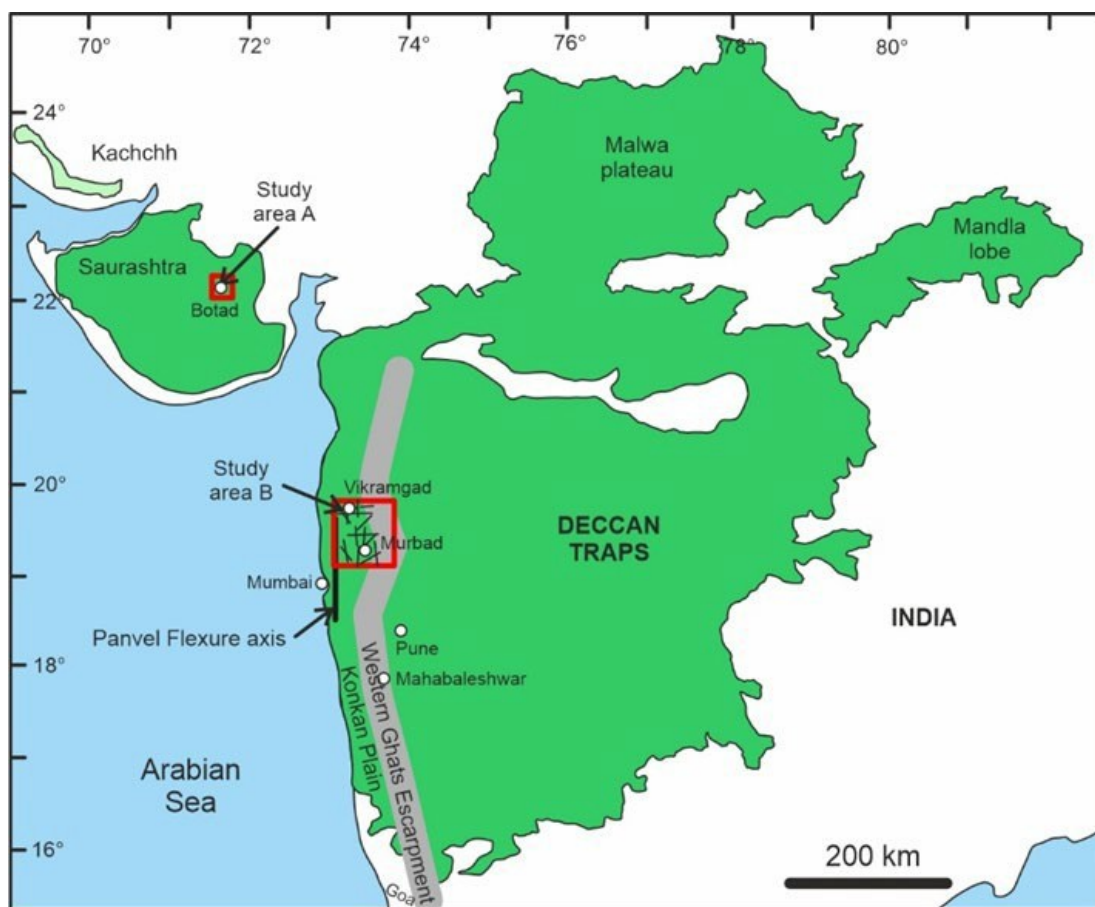 70°
72°
74°
76°
78°
80°
24°
Kachchh
Study
area A
Malwa
plateau
Mandla
lobe
Saurashtra
Botad
22°
20°
Study
area B
Vikramgad
Murbad
DECCAN
TRAPS
Mumbai
INDIA
Panvel Flexure axis
Pune
18°
Mahabaleshwar
Western Ghats Escarpment
Konkan Plain
Arabian
Sea
16°
200 km
Goa